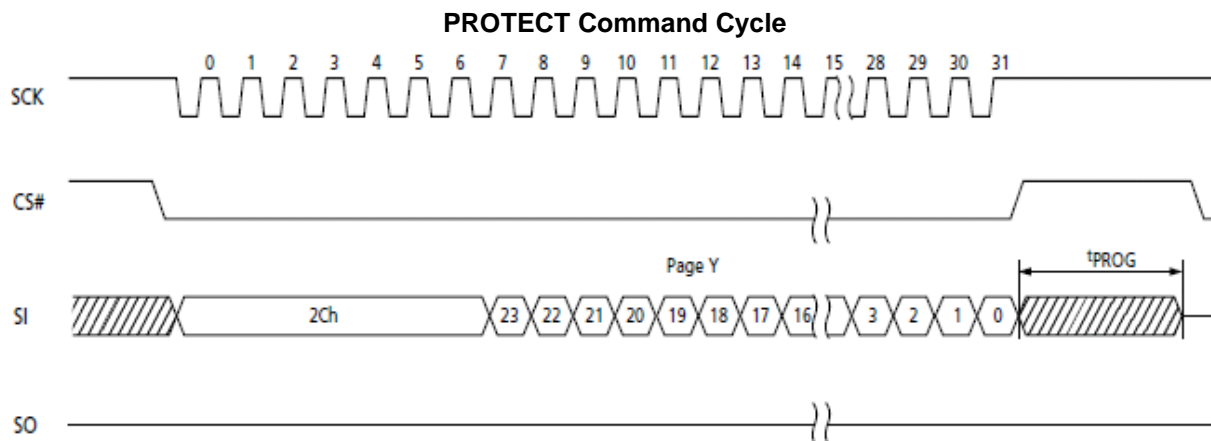 PROTECT Command Cycle
0 1 2 3 4 5 6 7 8 9 10 11 12 13 14 15 28 29 30 31
SCK
CS#
Page Y
tPROG
SI 2Ch 23 22 21 20 19 18 17 16 3 2 1 0
SO